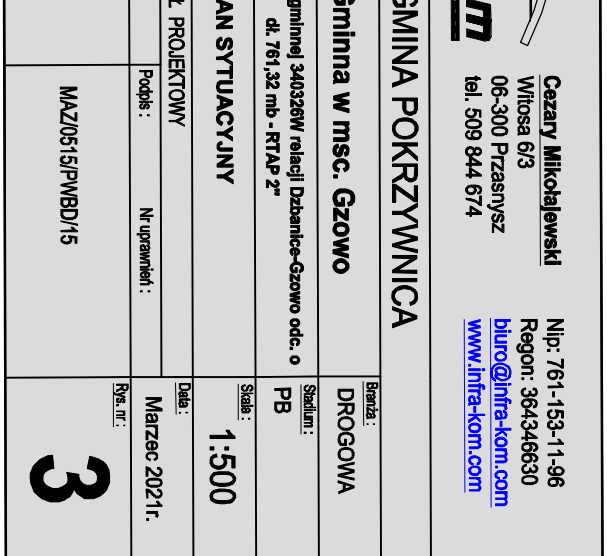 Cezary Mikołajewski
Witosa 6/3
06-300 Przasnysz
tel. 509 844 674
Nip: 761-153-11-96
Regon: 364346630
biuro@infra-kom.com
www.infra-kom.com
m
GMINA POKRZYWNICA
Gminna w msc. Gzowo
Branża :
DROGOWA
gminnej 340326W relacji Dzbanice-Gzowo odc. o
dł. 761,32 mb - RTAP 2"
Stadium :
PB
AN SYTUACYJNY
Skala :
1:500
Ł PROJEKTOWY
Data :
Marzec 2021r.
Podpis :
Nr uprawnień :
MAZ/0515/PWBD/15
Rys. nr :
3